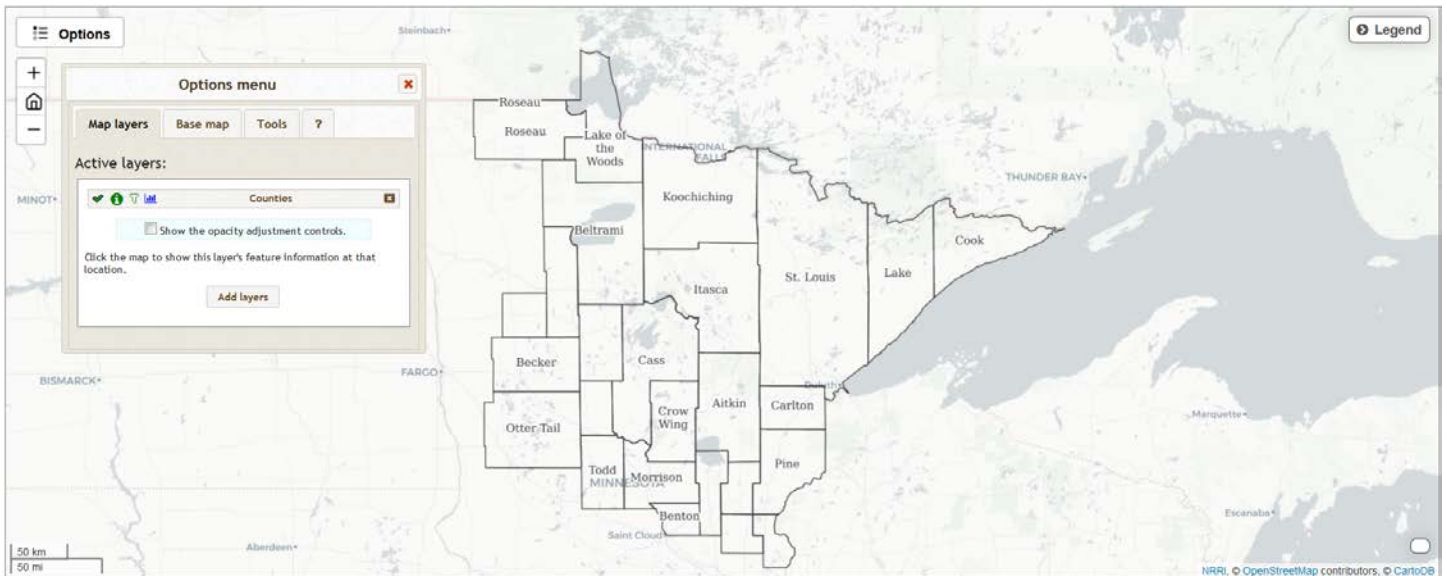 Options
Legend
+
−
Options menu
Map layers
Base map
Tools
?
Active layers:
Counties
Show the opacity adjustment controls.
Click the map to show this layer's feature information at that
location.
Add layers
Steinbach
MINOT
BISMARCK
FARGO
Aberdeen
Roseau
Roseau
Lake of
the
Woods
INTERNATIONAL
FALLS
Koochiching
Beltrami
THUNDER BAY
Cook
Lake
St. Louis
Itasca
Becker
Cass
Duluth
Otter Tail
Crow
Wing
Aitkin
Carlton
Pine
Todd
Morrison
MINNESOTA
Benton
Saint Cloud
Marquette
Escanaba
50 km
50 mi
NRRI, © OpenStreetMap contributors, © CartoDB